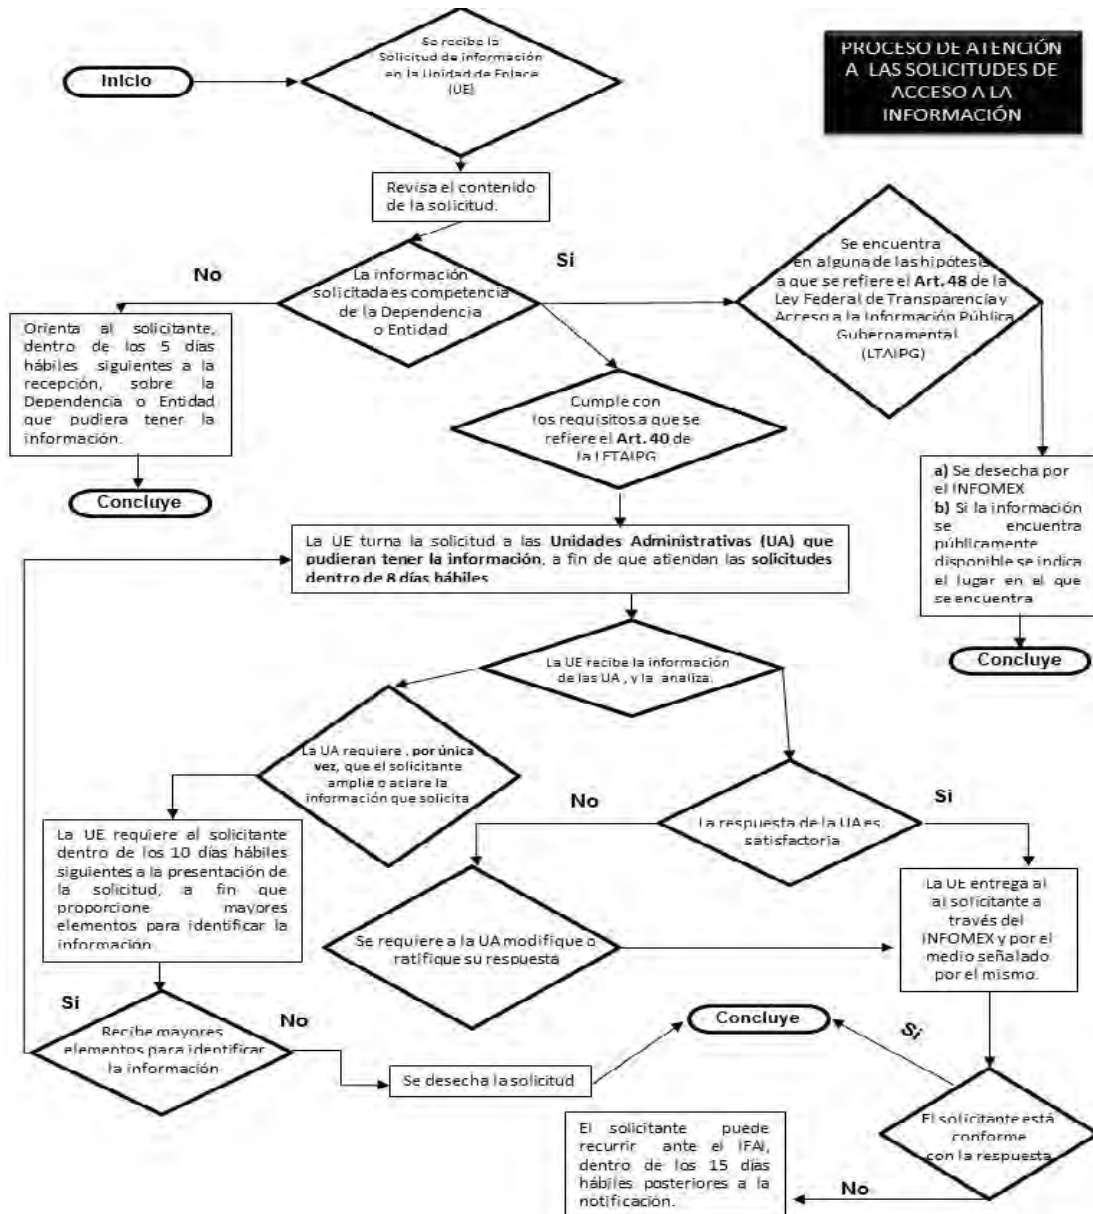 PROCESO DE ATENCIÓN
A LAS SOLICITUDES DE
ACCESO A LA
INFORMACIÓN
Inicio
Se recibe la
Solicitud de información
en la Unidad de Enlace
(UE)
Revisa el contenido
de la solicitud.
No
Sí
La información
solicitada es competencia
de la Dependencia
o Entidad
Se encuentra
en alguna de las hipótesis
a que se refiere el Art. 48 de la
Ley Federal de Transparencia y
Acceso a la Información Pública
Gubernamental
(LTAIPG)
Orienta al solicitante,
dentro de los 5 días
hábiles siguientes a la
recepción, sobre la
Dependencia o Entidad
que pudiera tener la
información.
Concluye
Cumple con
los requisitos a que se
refiere el Art. 40 de
la LFTAIPG
a) Se desecha por
el INFOMEX
b) Si la información
se encuentra
públicamente
disponible se indica
el lugar en el que
se encuentra
Concluye
La UE turna la solicitud a las Unidades Administrativas (UA) que
pudieran tener la información, a fin de que atiendan las solicitudes
dentro de 8 días hábiles
La UE recibe la información
de las UA , y la analiza.
La UA requiere , por única
vez, que el solicitante
amplíe o aclare la
información que solicita
No
Sí
La respuesta de la UA es
satisfactoria
La UE requiere al solicitante
dentro de los 10 días hábiles
siguientes a la presentación de
la solicitud, a fin que
proporcione mayores
elementos para identificar la
información
Se requiere a la UA modifique o
ratifique su respuesta
La UE entrega al
al solicitante a
través del
INFOMEX y por el
medio señalado
por el mismo.
Sí
No
Recibe mayores
elementos para identificar
la información
Se desecha la solicitud
Concluye
Si
El solicitante está
conforme
con la respuesta
No
El solicitante puede
recurrir ante el IFAI,
dentro de los 15 días
hábiles posteriores a la
notificación.